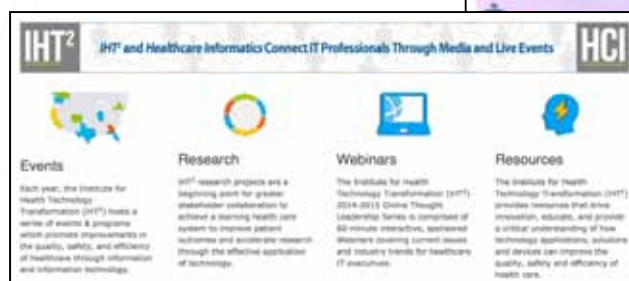 IHT²
IHT² and Healthcare Informatics Connect IT Professionals Through Media and Live Events
HCI
Events
Each year, the Institute for
Health Technology
Transformation (IHT²) hosts a
series of events & programs
which promote improvements in
the quality, safety, and efficiency
of healthcare through information
and information technology.
Research
IHT² research projects are a
beginning point for greater
stakeholder collaboration to
achieve a learning health care
system to improve patient
outcomes and accelerate research
through the effective application
of technology.
Webinars
The Institute for Health
Technology Transformation (IHT²)
2014-2015 Online Thought
Leadership Series is comprised of
60 minute interactive, sponsored
Webinars covering current issues
and industry trends for healthcare
IT executives.
Resources
The Institute for Health
Technology Transformation (IHT²)
provides resources that drive
innovation, educate, and provide
a critical understanding of how
technology applications, solutions
and devices can improve the
quality, safety and efficiency of
health care.